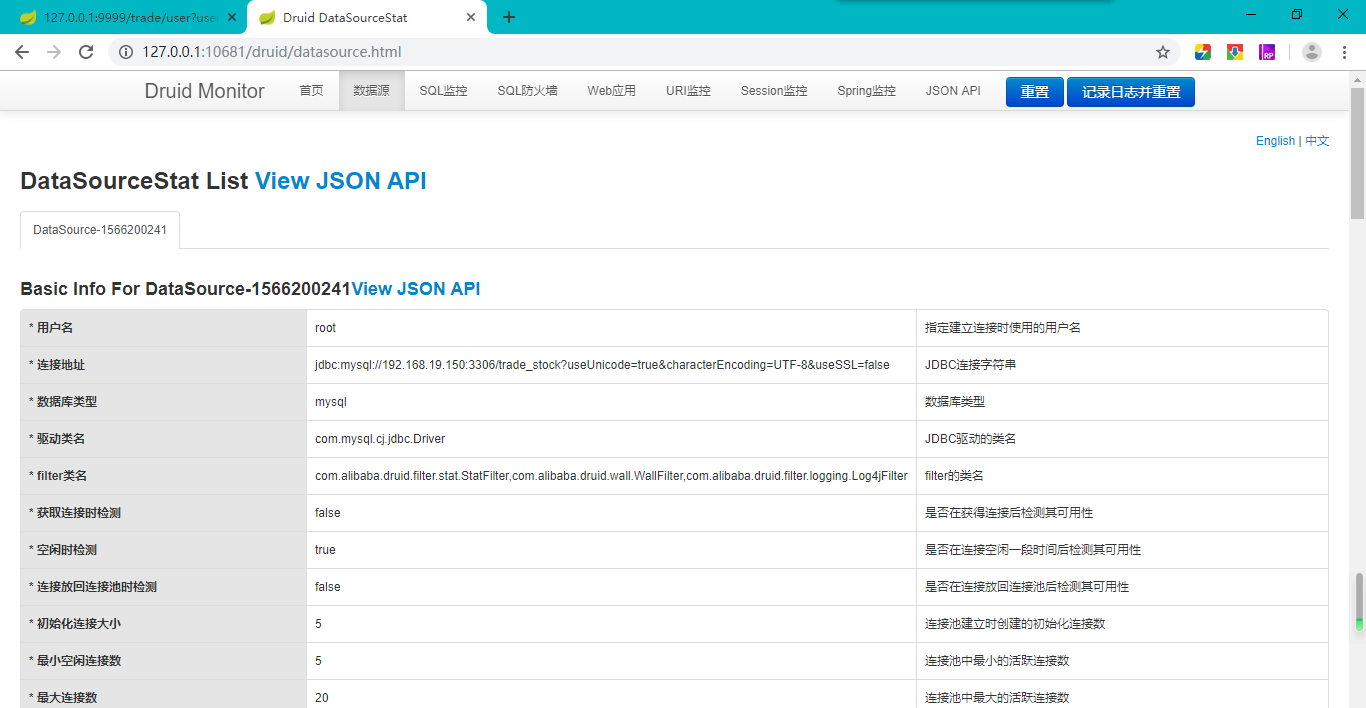 127.0.0.1:9999/trade/user?use
Druid DataSourceStat
127.0.0.1:10681/druid/datasource.html
RP
Druid Monitor 首页 数据源 SQL监控 SQL防火墙 Web应用 URI监控 Session监控 Spring监控 JSON API 重置 记录日志并重置
English | 中文
DataSourceStat List View JSON API
DataSource-1566200241
Basic Info For DataSource-1566200241View JSON API
* 用户名 root 指定建立连接时使用的用户名
* 连接地址 jdbc:mysql://192.168.19.150:3306/trade_stock?useUnicode=true&characterEncoding=UTF-8&useSSL=false JDBC连接字符串
* 数据库类型 mysql 数据库类型
* 驱动类名 com.mysql.cj.jdbc.Driver JDBC驱动的类名
* filter类名 com.alibaba.druid.filter.stat.StatFilter,com.alibaba.druid.wall.WallFilter,com.alibaba.druid.filter.logging.Log4jFilter filter的类名
* 获取连接时检测 false 是否在获得连接后检测其可用性
* 空闲时检测 true 是否在连接空闲一段时间后检测其可用性
* 连接放回连接池时检测 false 是否在连接放回连接池后检测其可用性
* 初始化连接大小 5 连接池建立时创建的初始化连接数
* 最小空闲连接数 5 连接池中最小的活跃连接数
* 最大连接数 20 连接池中最大的活跃连接数